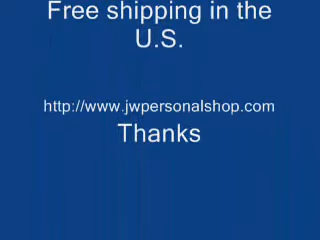 Free shipping in the
U.S.
http://www.jwpersonalshop.com
Thanks